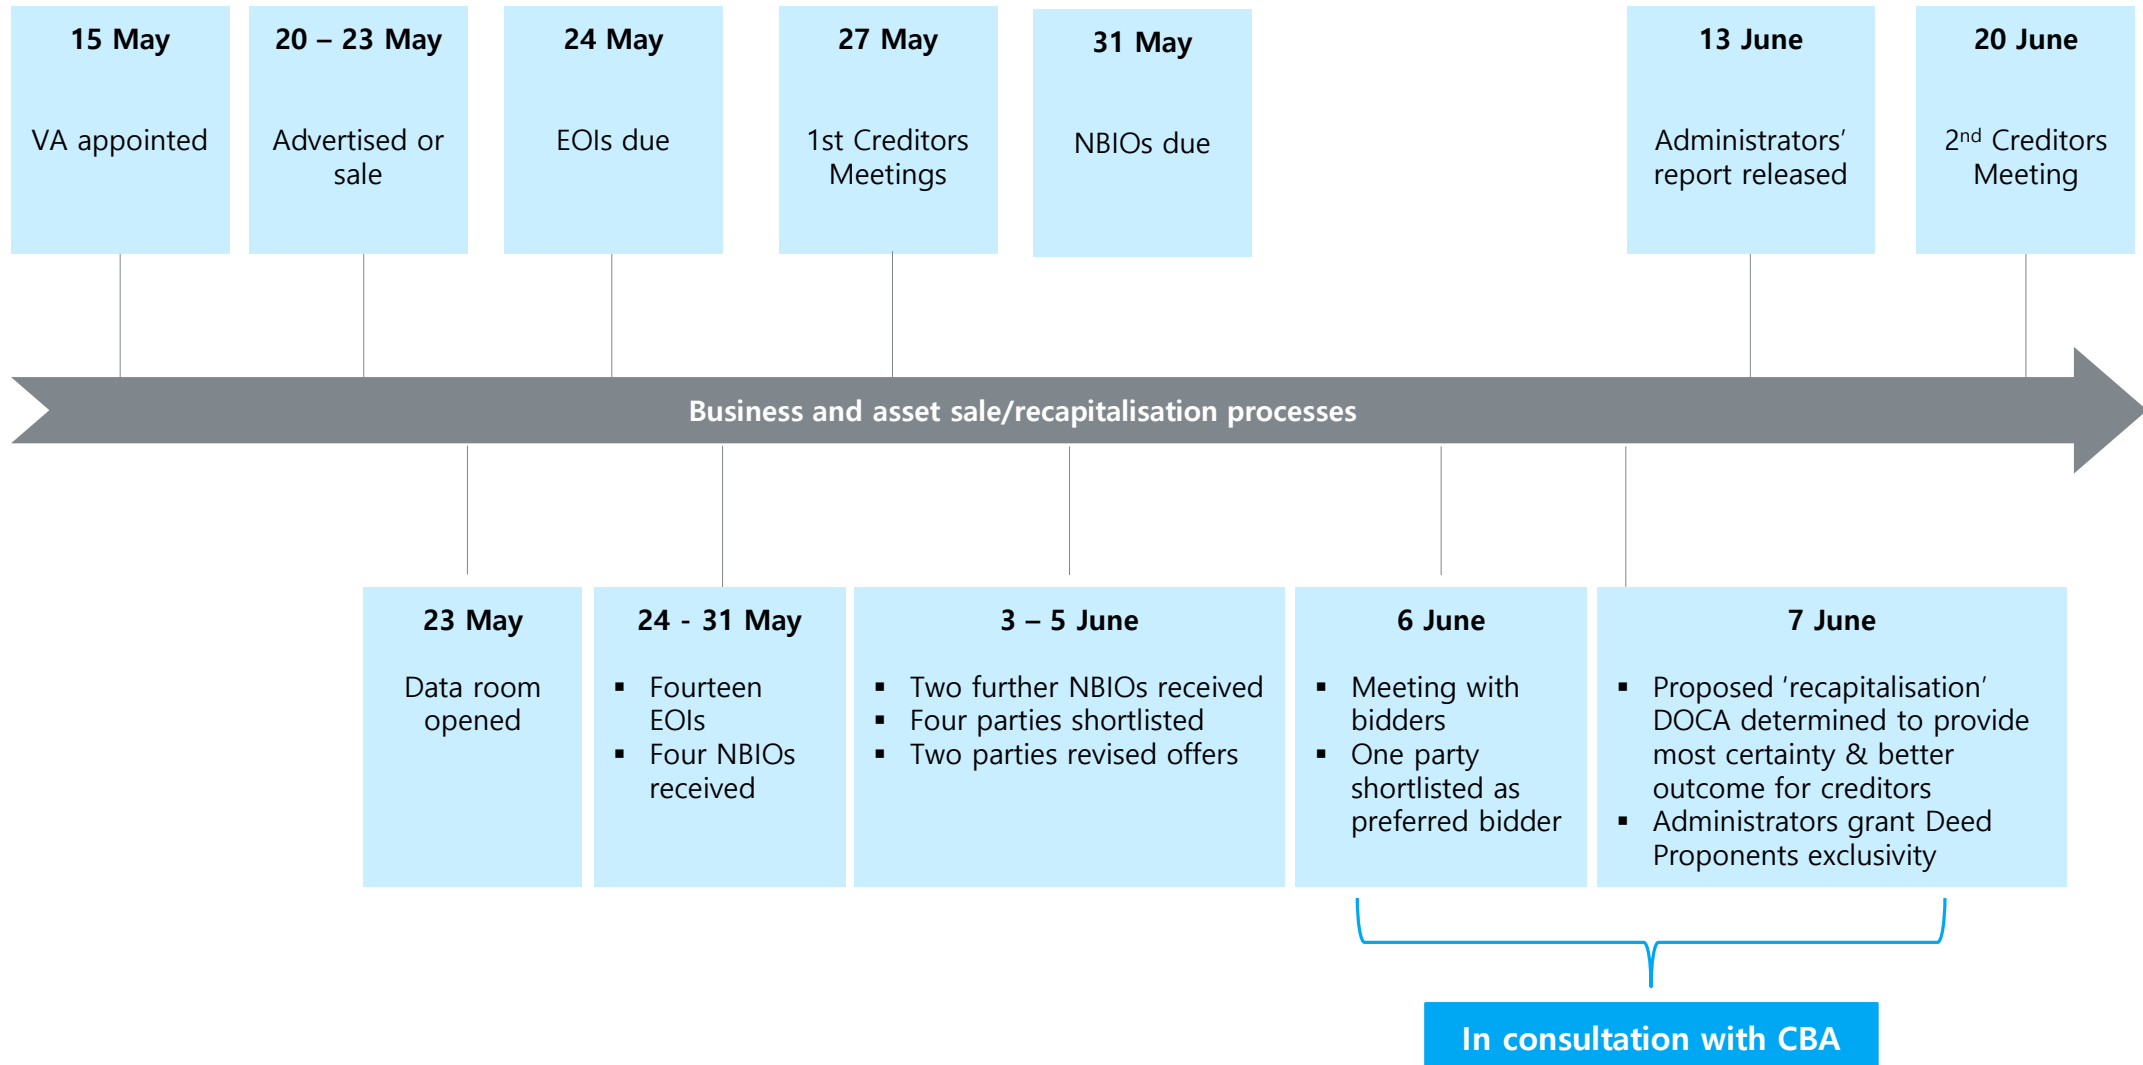 15 May
VA appointed
20 – 23 May
Advertised or
sale
24 May
EOIs due
27 May
1st Creditors
Meetings
31 May
NBIOs due
13 June
Administrators’
report released
20 June
2nd Creditors
Meeting
Business and asset sale/recapitalisation processes
23 May
Data room
opened
24 - 31 May
▪ Fourteen
EOIs
▪ Four NBIOs
received
3 – 5 June
▪ Two further NBIOs received
▪ Four parties shortlisted
▪ Two parties revised offers
6 June
▪ Meeting with
bidders
▪ One party
shortlisted as
preferred bidder
7 June
▪ Proposed ‘recapitalisation’
DOCA determined to provide
most certainty & better
outcome for creditors
▪ Administrators grant Deed
Proponents exclusivity
In consultation with CBA